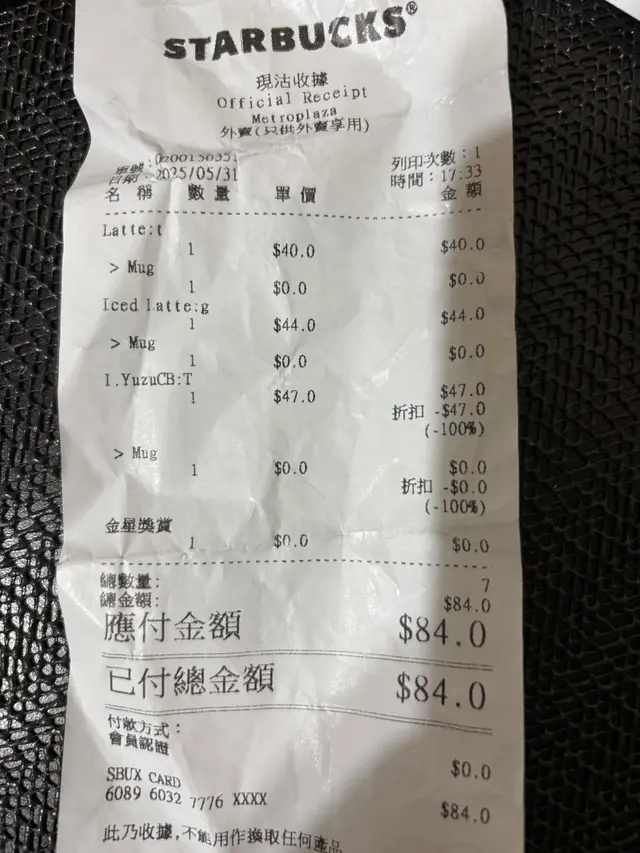 STARBUCKS®
現沽收據
Official Receipt
Metroplaza
外賣(只供外賣享用)
單號:0200150351 列印次數:1
日期:2025/05/31 時間:17:33
名 稱 數量 單價 金額
Latte:t
1 $40.0 $40.0
> Mug
1 $0.0 $0.0
Iced Latte:g
1 $44.0 $44.0
> Mug
1 $0.0 $0.0
I.YuzuCB:T
1 $47.0 $47.0
折扣 -$47.0
(-100%)
> Mug
1 $0.0 $0.0
折扣 -$0.0
(-100%)
金星獎賞
1 $0.0 $0.0
總數量: 7
總金額: $84.0
應付金額 $84.0
已付總金額 $84.0
付款方式:
會員認證
$0.0
SBUX CARD
6089 6032 7776 XXXX $84.0
此乃收據,不能用作換取任何產品